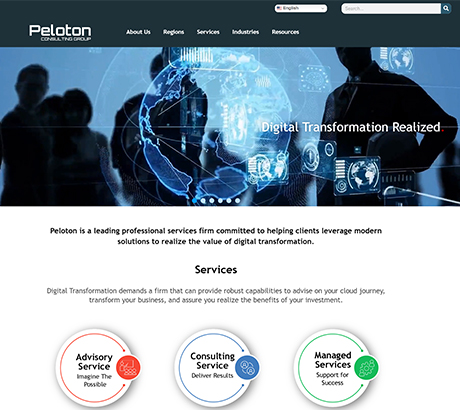 English
Search...
Peloton
CONSULTING GROUP
About Us Regions Services Industries Resources
Digital Transformation Realized.
Peloton is a leading professional services firm committed to helping clients leverage modern
solutions to realize the value of digital transformation.
Services
Digital Transformation demands a firm that can provide robust capabilities to advise on your cloud journey,
transform your business, and assure you realize the benefits of your investment.
Advisory
Service
Imagine The
Possible
Consulting
Service
Deliver Results
Managed
Services
Support for
Success